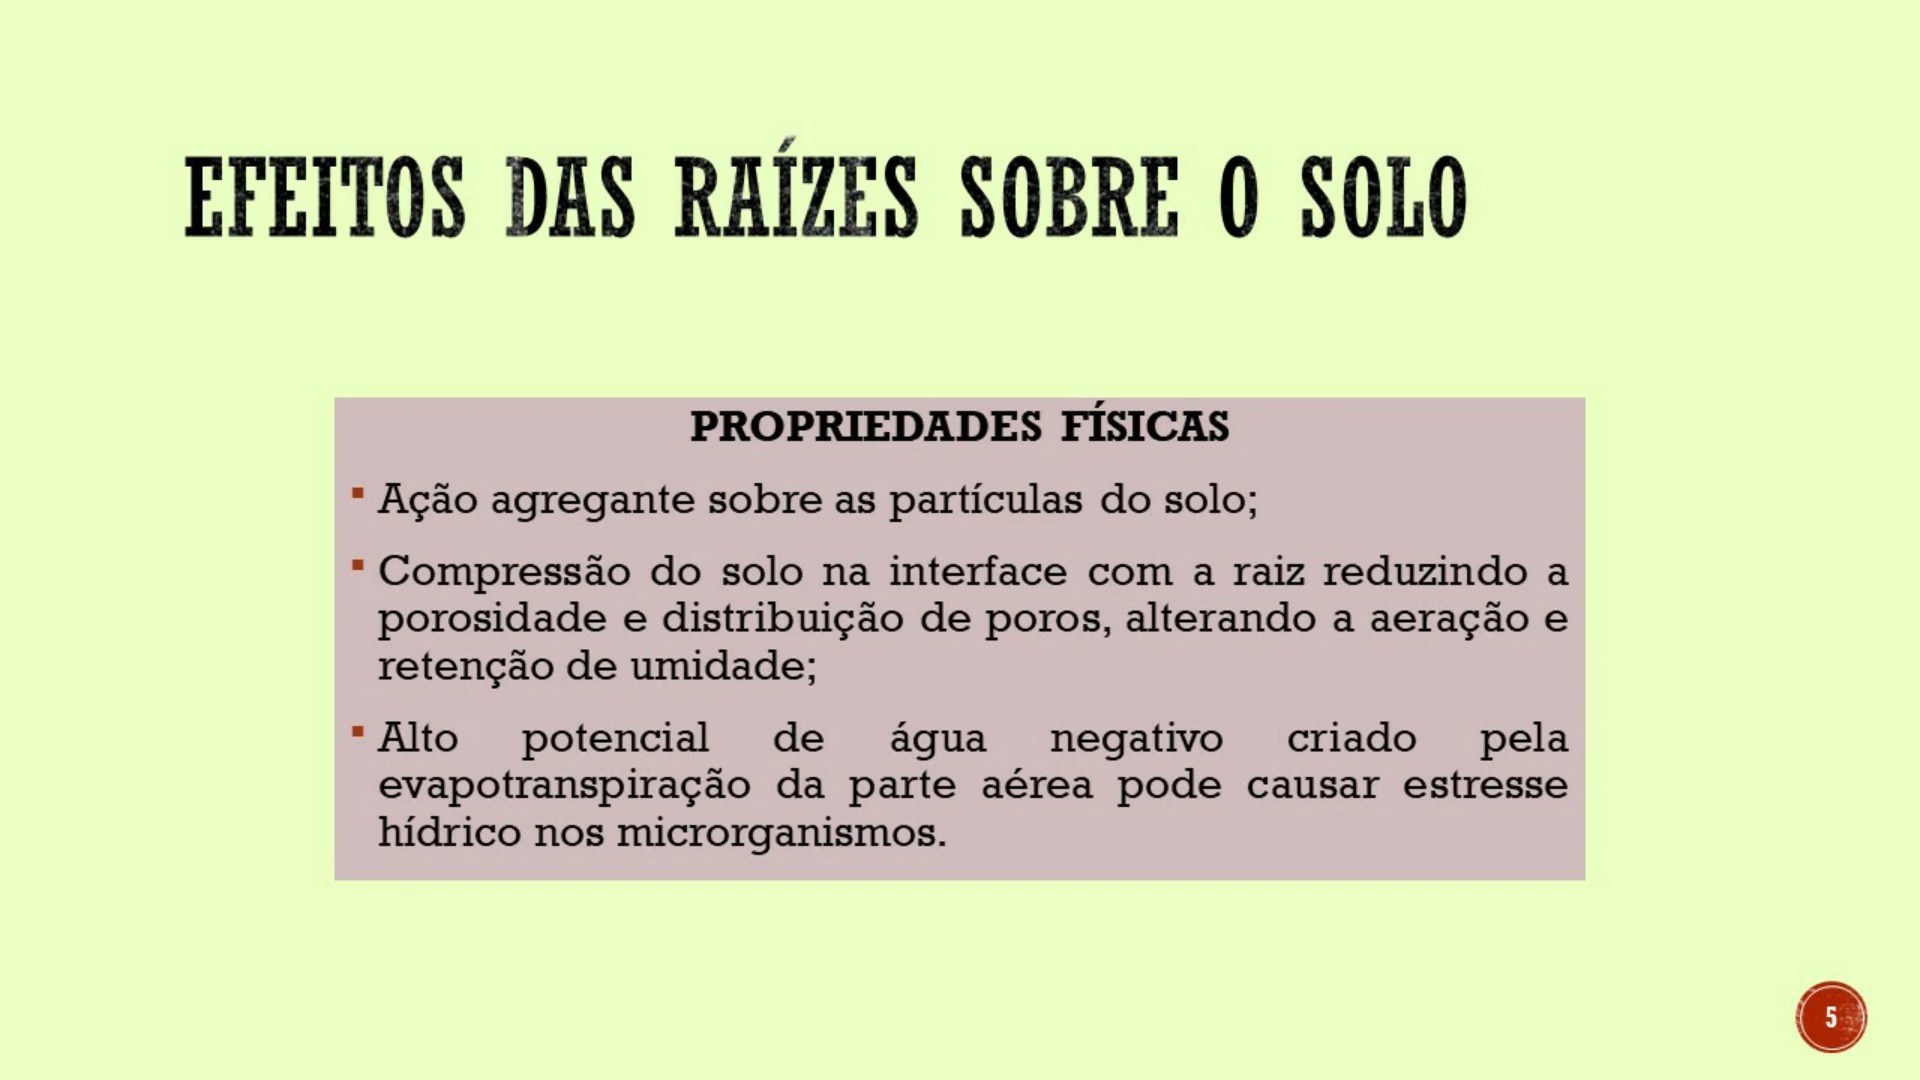 EFEITOS DAS RAÍZES SOBRE O SOLO
PROPRIEDADES FÍSICAS
▪ Ação agregante sobre as partículas do solo;
▪ Compressão do solo na interface com a raiz reduzindo a
porosidade e distribuição de poros, alterando a aeração e
retenção de umidade;
▪ Alto potencial de água negativo criado pela
evapotranspiração da parte aérea pode causar estresse
hídrico nos microrganismos.
5